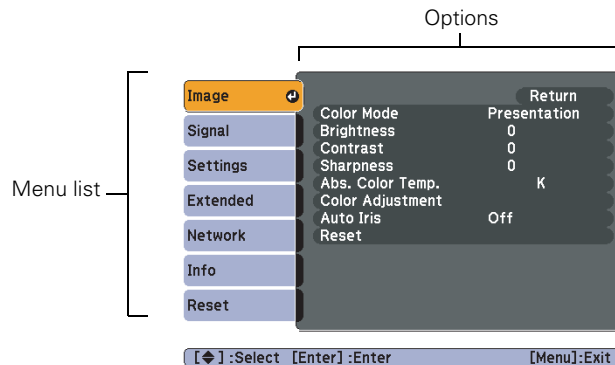 Options
Menu list
Image
Signal
Settings
Extended
Network
Info
Reset
Return
Color Mode Presentation
Brightness 0
Contrast 0
Sharpness 0
Abs. Color Temp. K
Color Adjustment
Auto Iris Off
Reset
[◆] :Select [Enter] :Enter [Menu]:Exit